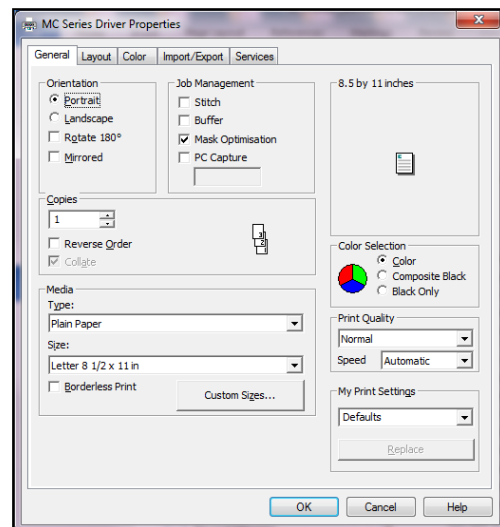 MC Series Driver Properties
General Layout Color Import/Export Services
Orientation
Portrait
Landscape
Rotate 180°
Mirrored
Job Management
Stitch
Buffer
Mask Optimisation
PC Capture
8.5 by 11 inches
Copies
1
Reverse Order
Collate
3
2
1
Color Selection
Color
Composite Black
Black Only
Media
Type:
Plain Paper
Size:
Letter 8 1/2 x 11 in
Borderless Print
Custom Sizes...
Print Quality
Normal
Speed Automatic
My Print Settings
Defaults
Replace
OK Cancel Help